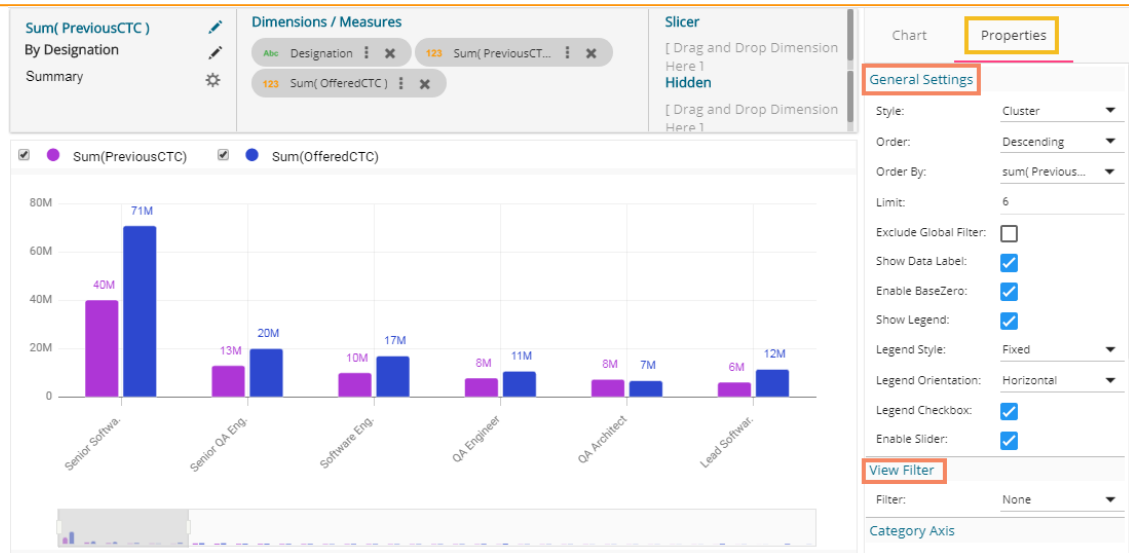 Sum( PreviousCTC )
By Designation
Summary
Dimensions / Measures
Abc Designation
123 Sum( PreviousCT...
123 Sum( OfferedCTC )
Slicer
[ Drag and Drop Dimension
Here ]
Hidden
[ Drag and Drop Dimension
Here ]
Sum(PreviousCTC)
Sum(OfferedCTC)
80M
60M
40M
20M
0
40M
71M
13M
20M
10M
17M
8M
11M
8M
7M
6M
12M
Senior Softwa.
Senior QA Eng.
Software Eng.
QA Engineer
QA Architect
Lead Softwar.
Chart
Properties
General Settings
Style: Cluster
Order: Descending
Order By: sum( Previous...
Limit: 6
Exclude Global Filter:
Show Data Label:
Enable BaseZero:
Show Legend:
Legend Style: Fixed
Legend Orientation: Horizontal
Legend Checkbox:
Enable Slider:
View Filter
Filter: None
Category Axis